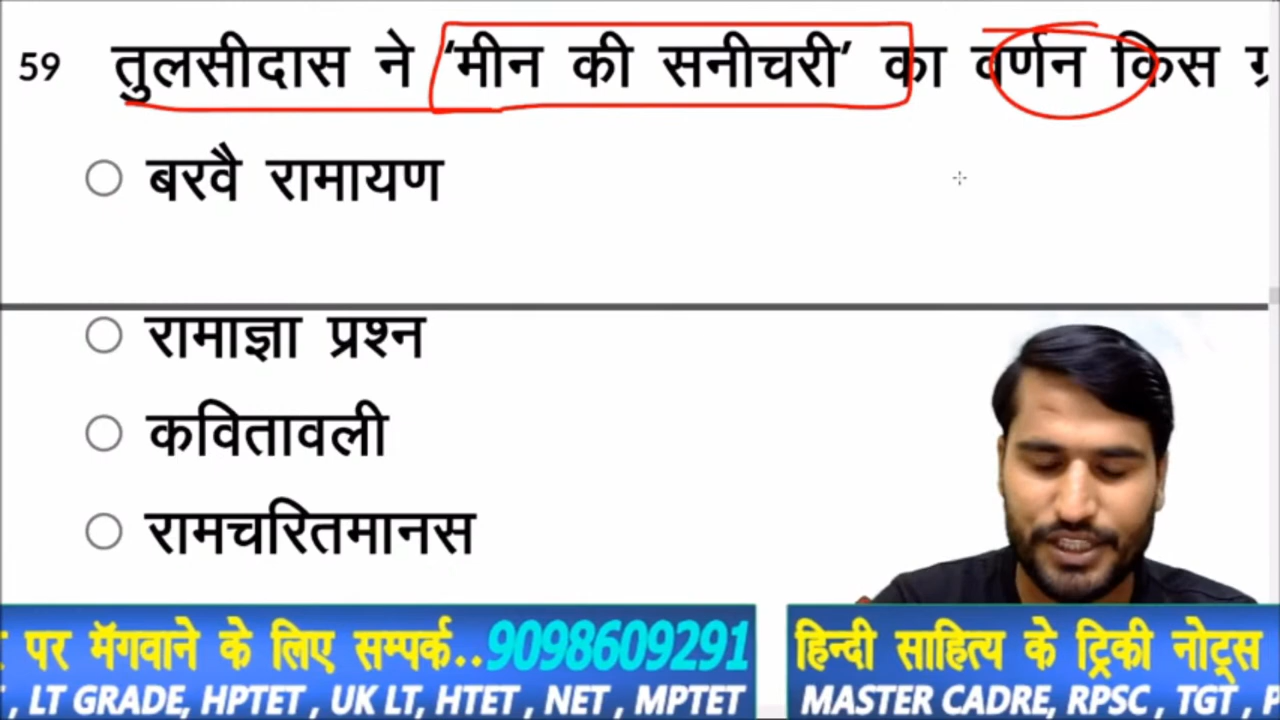 59 तुलसीदास ने ‘मीन की सनीचरी’ का वर्णन किस
बरवै रामायण
रामाज्ञा प्रश्न
कवितावली
रामचरितमानस
पर मॅगवाने के लिए सम्पर्क..9098609291
हिन्दी साहित्य के ट्रिकी नोट्स
, LT GRADE, HPTET , UK LT, HTET , NET , MPTET
MASTER CADRE, RPSC , TGT ,